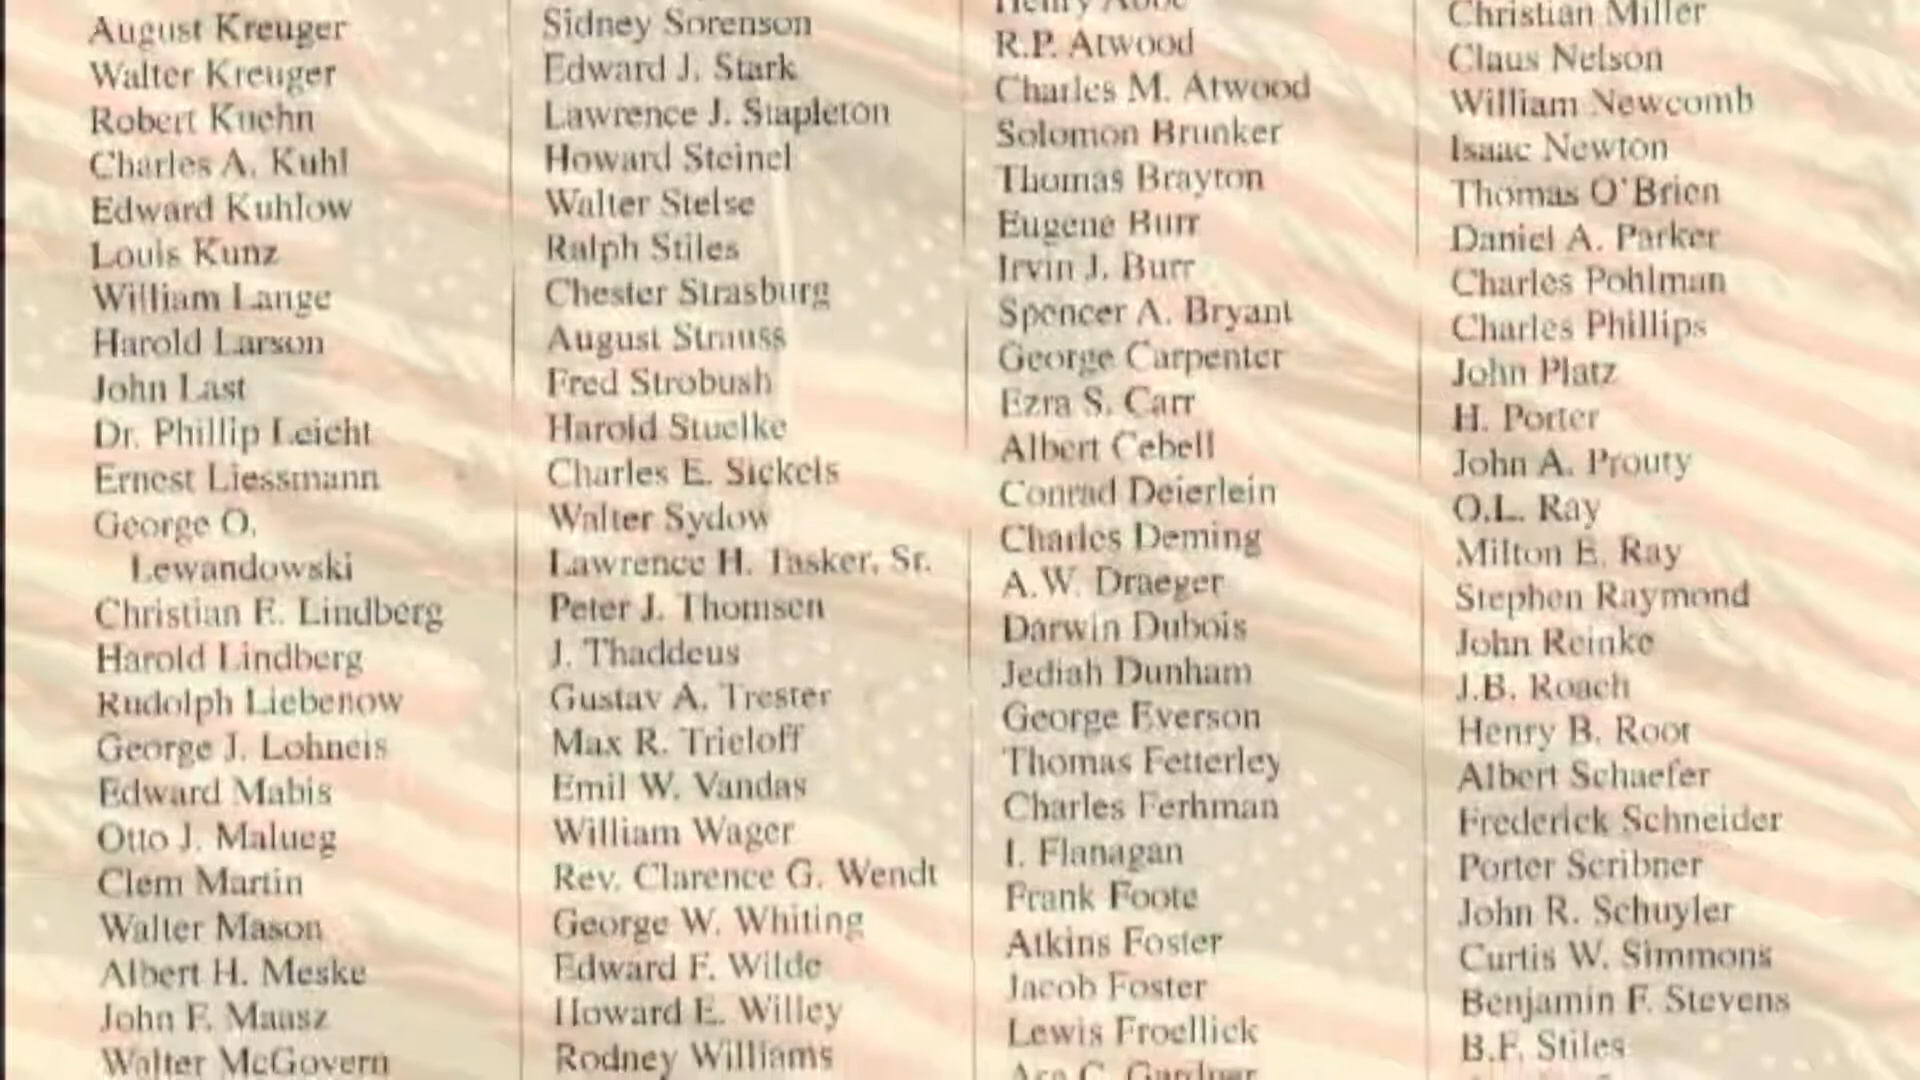 August Kreuger
Walter Kreuger
Robert Kuehn
Charles A. Kuhl
Edward Kuhlow
Louis Kunz
William Lange
Harold Larson
John Last
Dr. Phillip Leicht
Ernest Liessmann
George O.
Lewandowski
Christian F. Lindberg
Harold Lindberg
Rudolph Liebenow
George J. Lohneis
Edward Mabis
Otto J. Malueg
Clem Martin
Walter Mason
Albert H. Meske
John F. Maasz
Walter McGovern
Sidney Sorenson
Edward J. Stark
Lawrence J. Stapleton
Howard Steinel
Walter Stelse
Ralph Stiles
Chester Strasburg
August Strauss
Fred Strobush
Harold Stuelke
Charles E. Sickels
Walter Sydow
Lawrence H. Tasker, Sr.
Peter J. Thomsen
J. Thaddeus
Gustav A. Trester
Max R. Trieloff
Emil W. Vandas
William Wager
Rev. Clarence G. Wendt
George W. Whiting
Edward F. Wilde
Howard E. Willey
Rodney Williams
Henry Abbe
R.P. Atwood
Charles M. Atwood
Solomon Brunker
Thomas Brayton
Eugene Burr
Irvin J. Burr
Spencer A. Bryant
George Carpenter
Ezra S. Carr
Albert Cebell
Conrad Deierlein
Charles Deming
A.W. Draeger
Darwin Dubois
Jediah Dunham
George Everson
Thomas Fetterley
Charles Ferhman
I. Flanagan
Frank Foote
Atkins Foster
Jacob Foster
Lewis Froellick
Asa C. Gardner
Christian Miller
Claus Nelson
William Newcomb
Isaac Newton
Thomas O'Brien
Daniel A. Parker
Charles Pohlman
Charles Phillips
John Platz
H. Porter
John A. Prouty
O.L. Ray
Milton E. Ray
Stephen Raymond
John Reinke
J.B. Roach
Henry B. Root
Albert Schaefer
Frederick Schneider
Porter Scribner
John R. Schuyler
Curtis W. Simmons
Benjamin F. Stevens
B.F. Stiles